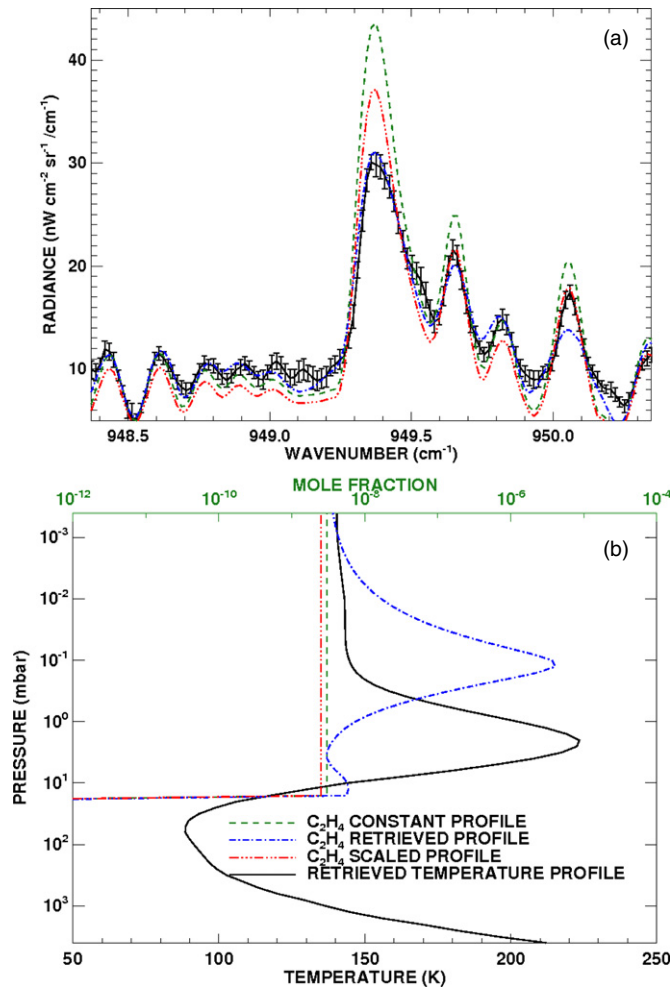 (a)
40
30
20
10
RADIANCE (nW cm⁻² sr⁻¹ /cm⁻¹)
948.5 949.0 949.5 950.0
WAVENUMBER (cm⁻¹)
MOLE FRACTION
10⁻¹² 10⁻¹⁰ 10⁻⁸ 10⁻⁶ 10⁻⁴
(b)
10⁻³
10⁻²
10⁻¹
10⁰
10¹
10²
10³
PRESSURE (mbar)
C₂H₄ CONSTANT PROFILE
C₂H₄ RETRIEVED PROFILE
C₂H₄ SCALED PROFILE
RETRIEVED TEMPERATURE PROFILE
50 100 150 200 250
TEMPERATURE (K)